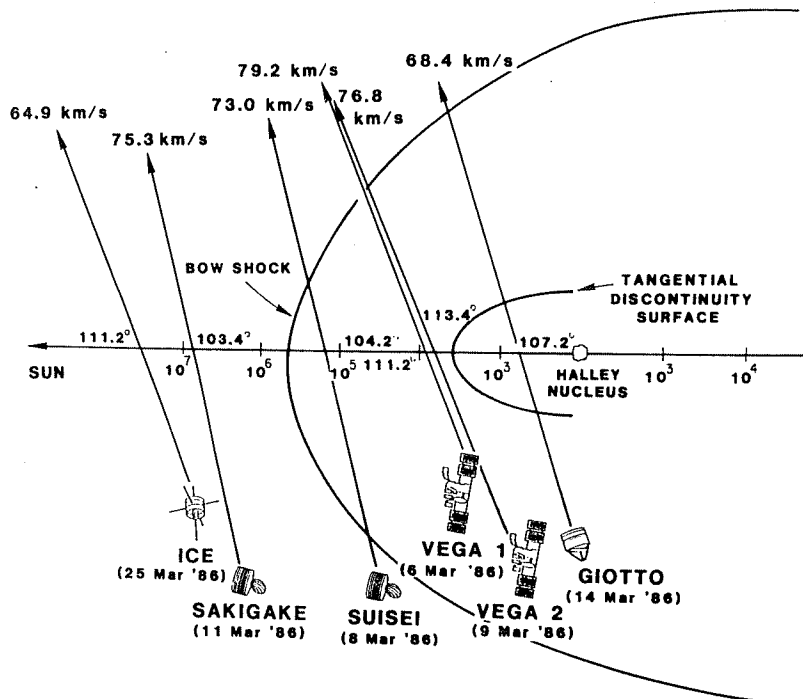 79.2 km/s
68.4 km/s
76.8
km/s
73.0 km/s
64.9 km/s
75.3 km/s
BOW SHOCK
TANGENTIAL
DISCONTINUITY
SURFACE
111.2°
103.4°
104.2°
111.2°
113.4°
107.2°
SUN
10⁷
10⁶
10⁵
10³
HALLEY
NUCLEUS
10³
10⁴
ICE
(25 Mar '86)
SAKIGAKE
(11 Mar '86)
SUISEI
(8 Mar '86)
VEGA 1
(6 Mar '86)
VEGA 2
(9 Mar '86)
GIOTTO
(14 Mar '86)